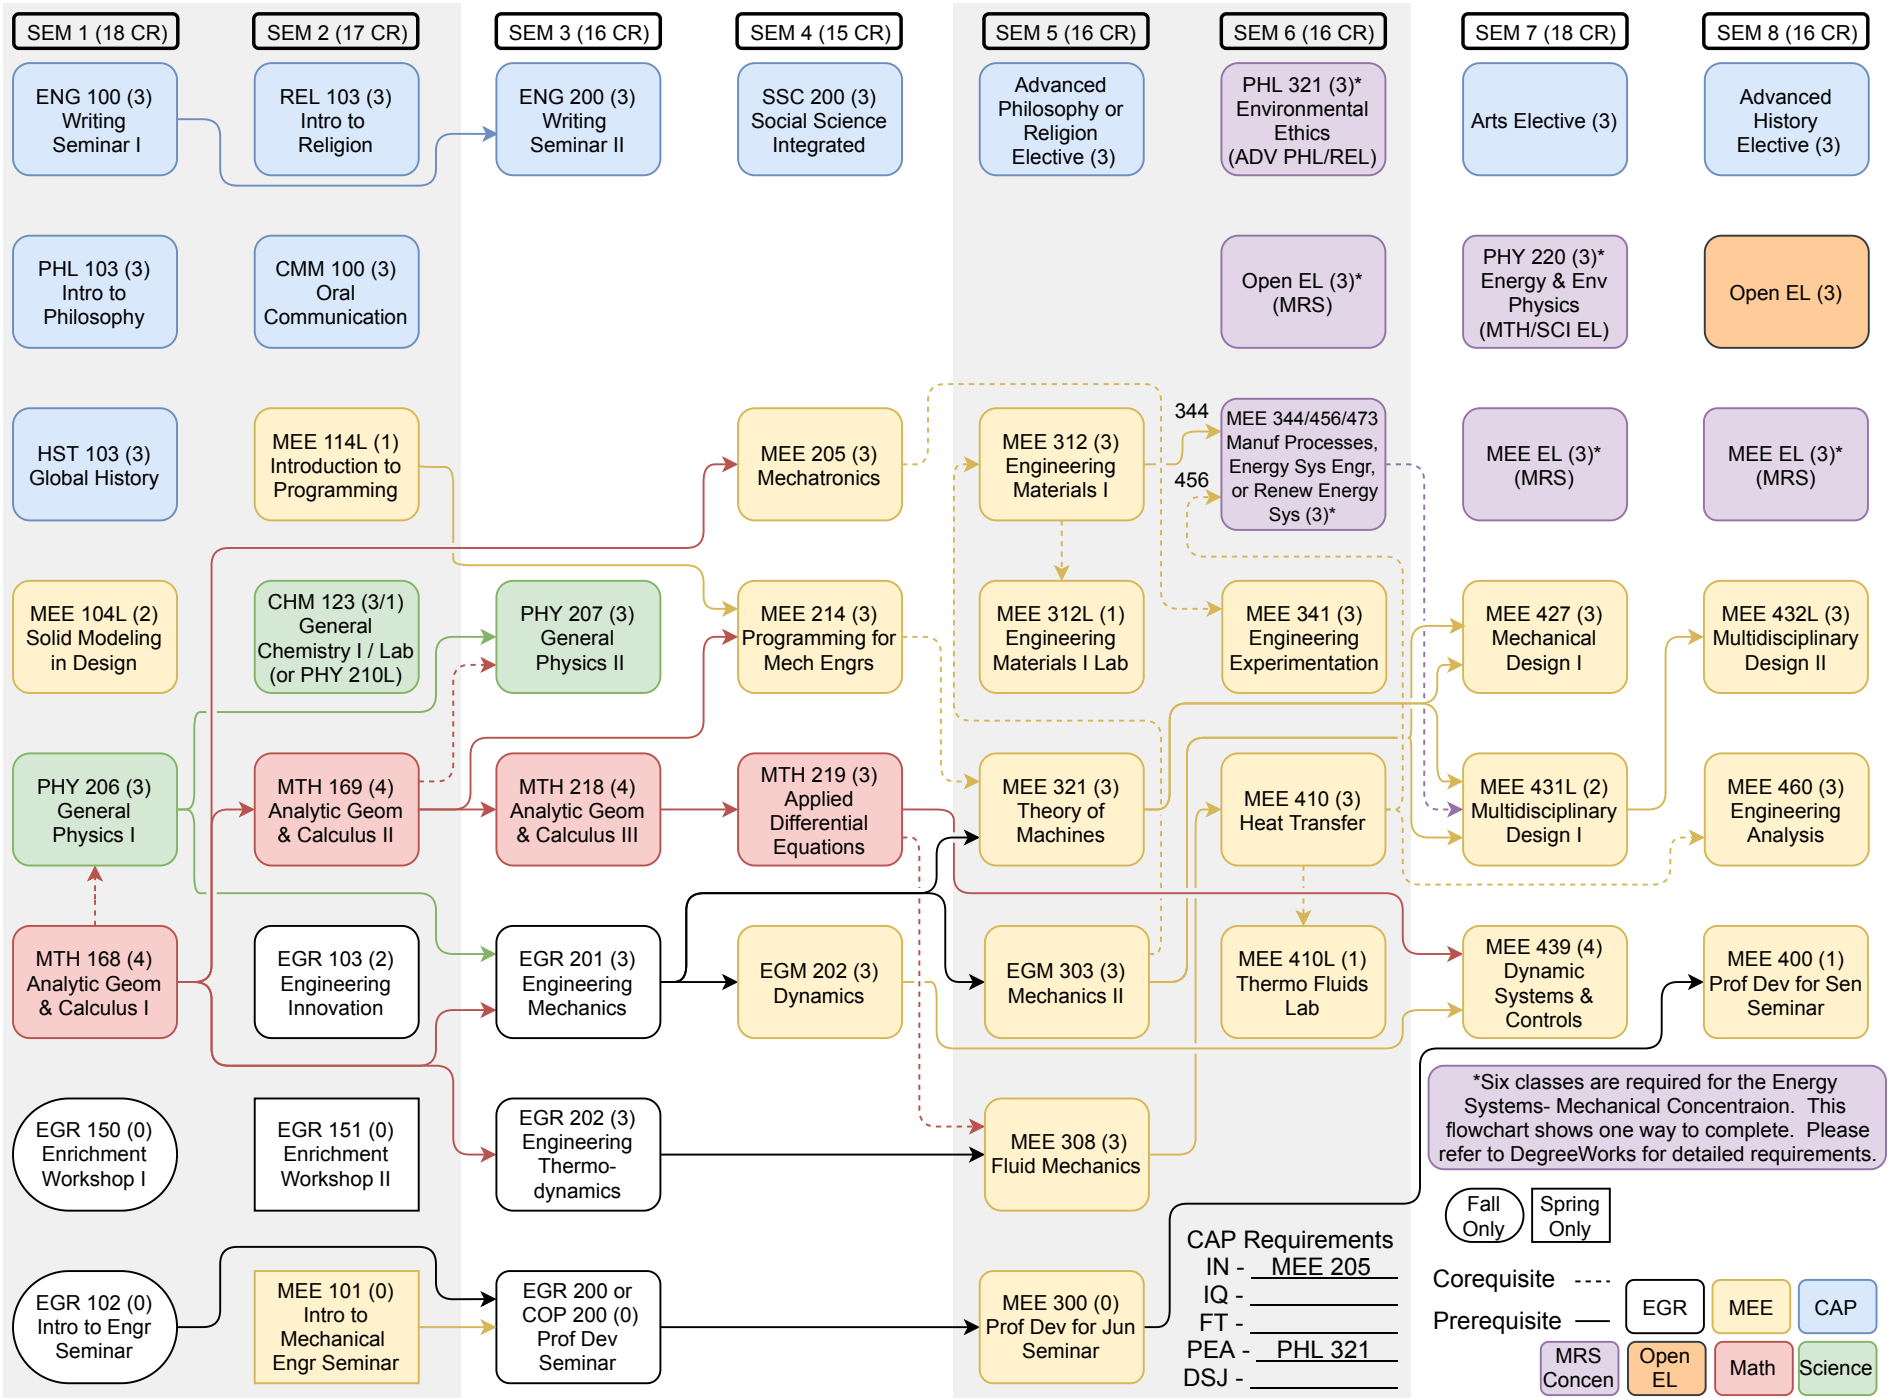 SEM 1 (18 CR)
SEM 2 (17 CR)
SEM 3 (16 CR)
SEM 4 (15 CR)
SEM 5 (16 CR)
SEM 6 (16 CR)
SEM 7 (18 CR)
SEM 8 (16 CR)
ENG 100 (3)
Writing
Seminar I
REL 103 (3)
Intro to
Religion
ENG 200 (3)
Writing
Seminar II
SSC 200 (3)
Social Science
Integrated
Advanced
Philosophy or
Religion
Elective (3)
PHL 321 (3)*
Environmental
Ethics
(ADV PHL/REL)
Arts Elective (3)
Advanced
History
Elective (3)
PHL 103 (3)
Intro to
Philosophy
CMM 100 (3)
Oral
Communication
Open EL (3)*
(MRS)
PHY 220 (3)*
Energy & Env
Physics
(MTH/SCI EL)
Open EL (3)
HST 103 (3)
Global History
MEE 114L (1)
Introduction to
Programming
MEE 205 (3)
Mechatronics
MEE 312 (3)
Engineering
Materials I
344
456
MEE 344/456/473
Manuf Processes,
Energy Sys Engr,
or Renew Energy
Sys (3)*
MEE EL (3)*
(MRS)
MEE EL (3)*
(MRS)
MEE 104L (2)
Solid Modeling
in Design
CHM 123 (3/1)
General
Chemistry I / Lab
(or PHY 210L)
PHY 207 (3)
General
Physics II
MEE 214 (3)
Programming for
Mech Engrs
MEE 312L (1)
Engineering
Materials I Lab
MEE 341 (3)
Engineering
Experimentation
MEE 427 (3)
Mechanical
Design I
MEE 432L (3)
Multidisciplinary
Design II
PHY 206 (3)
General
Physics I
MTH 169 (4)
Analytic Geom
& Calculus II
MTH 218 (4)
Analytic Geom
& Calculus III
MTH 219 (3)
Applied
Differential
Equations
MEE 321 (3)
Theory of
Machines
MEE 410 (3)
Heat Transfer
MEE 431L (2)
Multidisciplinary
Design I
MEE 460 (3)
Engineering
Analysis
MTH 168 (4)
Analytic Geom
& Calculus I
EGR 103 (2)
Engineering
Innovation
EGR 201 (3)
Engineering
Mechanics
EGM 202 (3)
Dynamics
EGM 303 (3)
Mechanics II
MEE 410L (1)
Thermo Fluids
Lab
MEE 439 (4)
Dynamic
Systems &
Controls
MEE 400 (1)
Prof Dev for Sen
Seminar
EGR 150 (0)
Enrichment
Workshop I
EGR 151 (0)
Enrichment
Workshop II
EGR 202 (3)
Engineering
Thermo-
dynamics
MEE 308 (3)
Fluid Mechanics
*Six classes are required for the Energy
Systems- Mechanical Concentraion.  This
flowchart shows one way to complete.  Please
refer to DegreeWorks for detailed requirements.
Fall
Only
Spring
Only
EGR 102 (0)
Intro to Engr
Seminar
MEE 101 (0)
Intro to
Mechanical
Engr Seminar
EGR 200 or
COP 200 (0)
Prof Dev
Seminar
MEE 300 (0)
Prof Dev for Jun
Seminar
CAP Requirements
IN - MEE 205
IQ -
FT -
PEA - PHL 321
DSJ -
Corequisite
Prerequisite
EGR
MEE
CAP
MRS
Concen
Open
EL
Math
Science